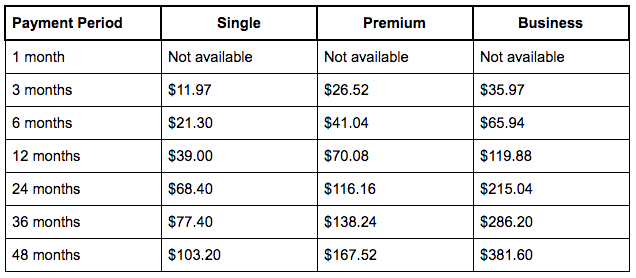 Payment Period Single Premium Business
1 month Not available Not available Not available
3 months $11.97 $26.52 $35.97
6 months $21.30 $41.04 $65.94
12 months $39.00 $70.08 $119.88
24 months $68.40 $116.16 $215.04
36 months $77.40 $138.24 $286.20
48 months $103.20 $167.52 $381.60